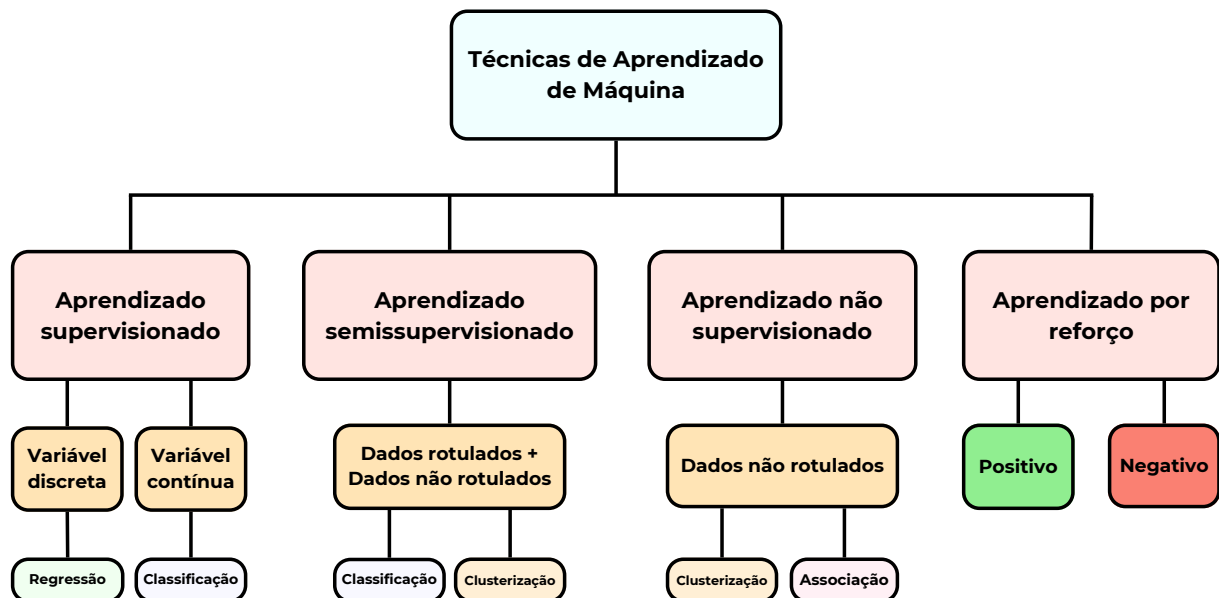 Técnicas de Aprendizado
de Máquina
Aprendizado
supervisionado
Aprendizado
semissupervisionado
Aprendizado não
supervisionado
Aprendizado por
reforço
Variável
discreta
Variável
contínua
Dados rotulados +
Dados não rotulados
Dados não rotulados
Positivo
Negativo
Regressão
Classificação
Classificação
Clusterização
Clusterização
Associação